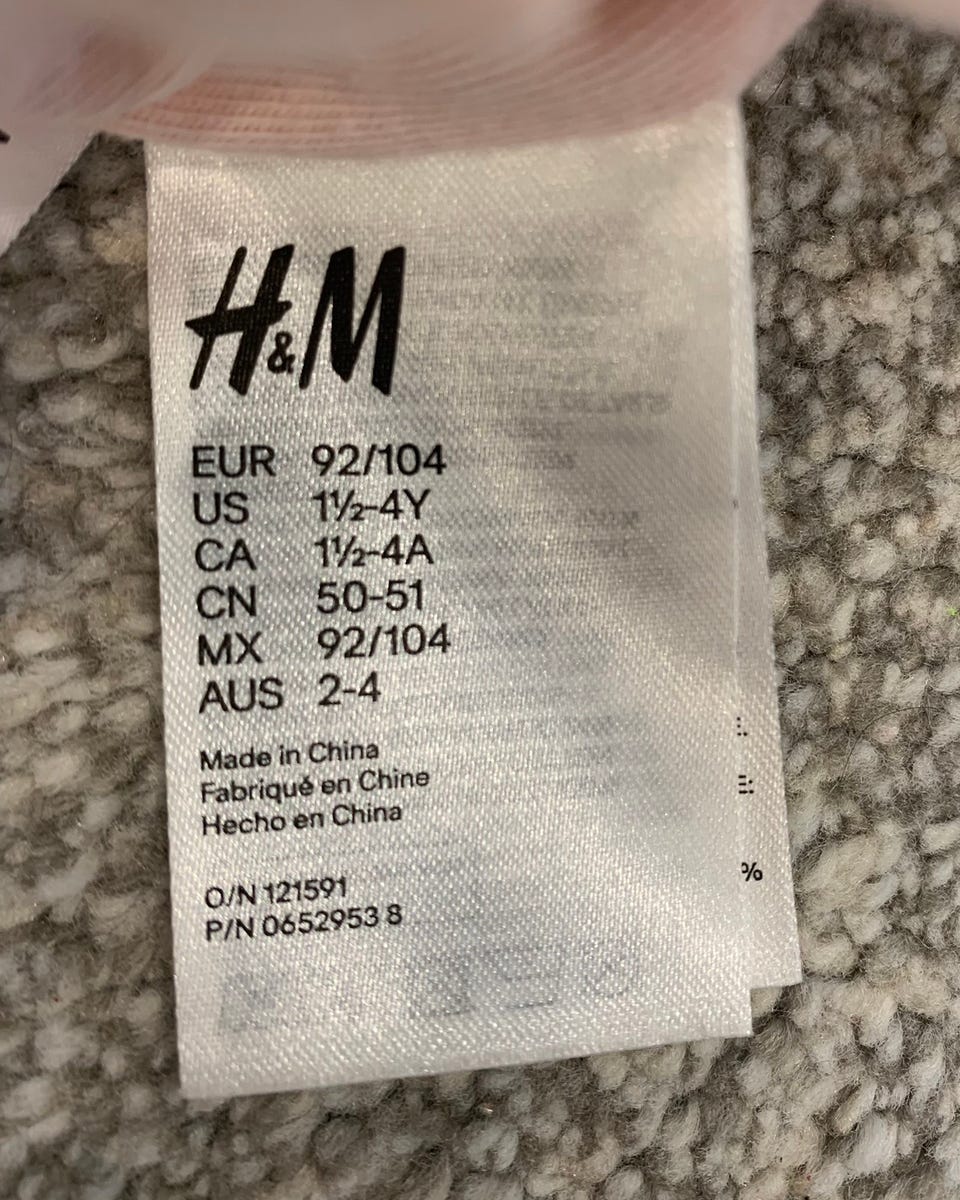 H&M
EUR 92/104
US 1½-4Y
CA 1½-4A
CN 50-51
MX 92/104
AUS 2-4
Made in China
Fabriqué en Chine
Hecho en China
O/N 121591
P/N 0652953 8
%